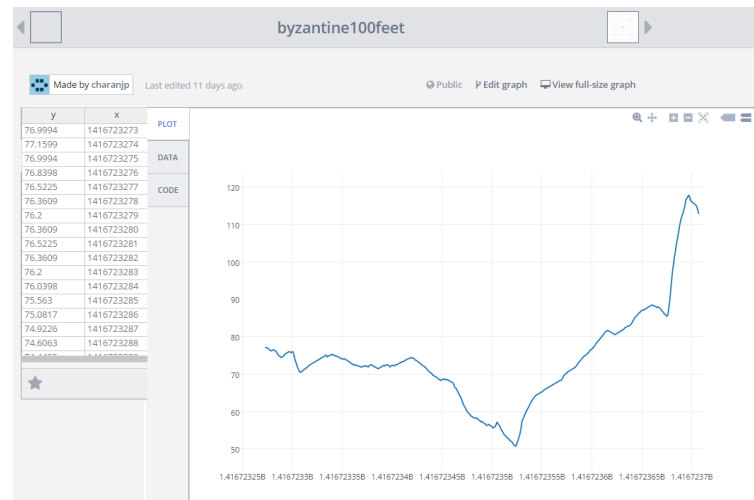 byzantine100feet
Made by charanjp
Last edited 11 days ago
Public
Edit graph
View full-size graph
y x
76.9994 1416723273
77.1599 1416723274
76.9994 1416723275
76.8398 1416723276
76.5225 1416723277
76.3609 1416723278
76.2 1416723279
76.3609 1416723280
76.5225 1416723281
76.3609 1416723282
76.2 1416723283
76.0398 1416723284
75.563 1416723285
75.0817 1416723286
74.9226 1416723287
74.6063 1416723288
PLOT
DATA
CODE
120
110
100
90
80
70
60
50
1.41672325B 1.4167233B 1.41672335B 1.4167234B 1.41672345B 1.4167235B 1.41672355B 1.4167236B 1.41672365B 1.4167237B